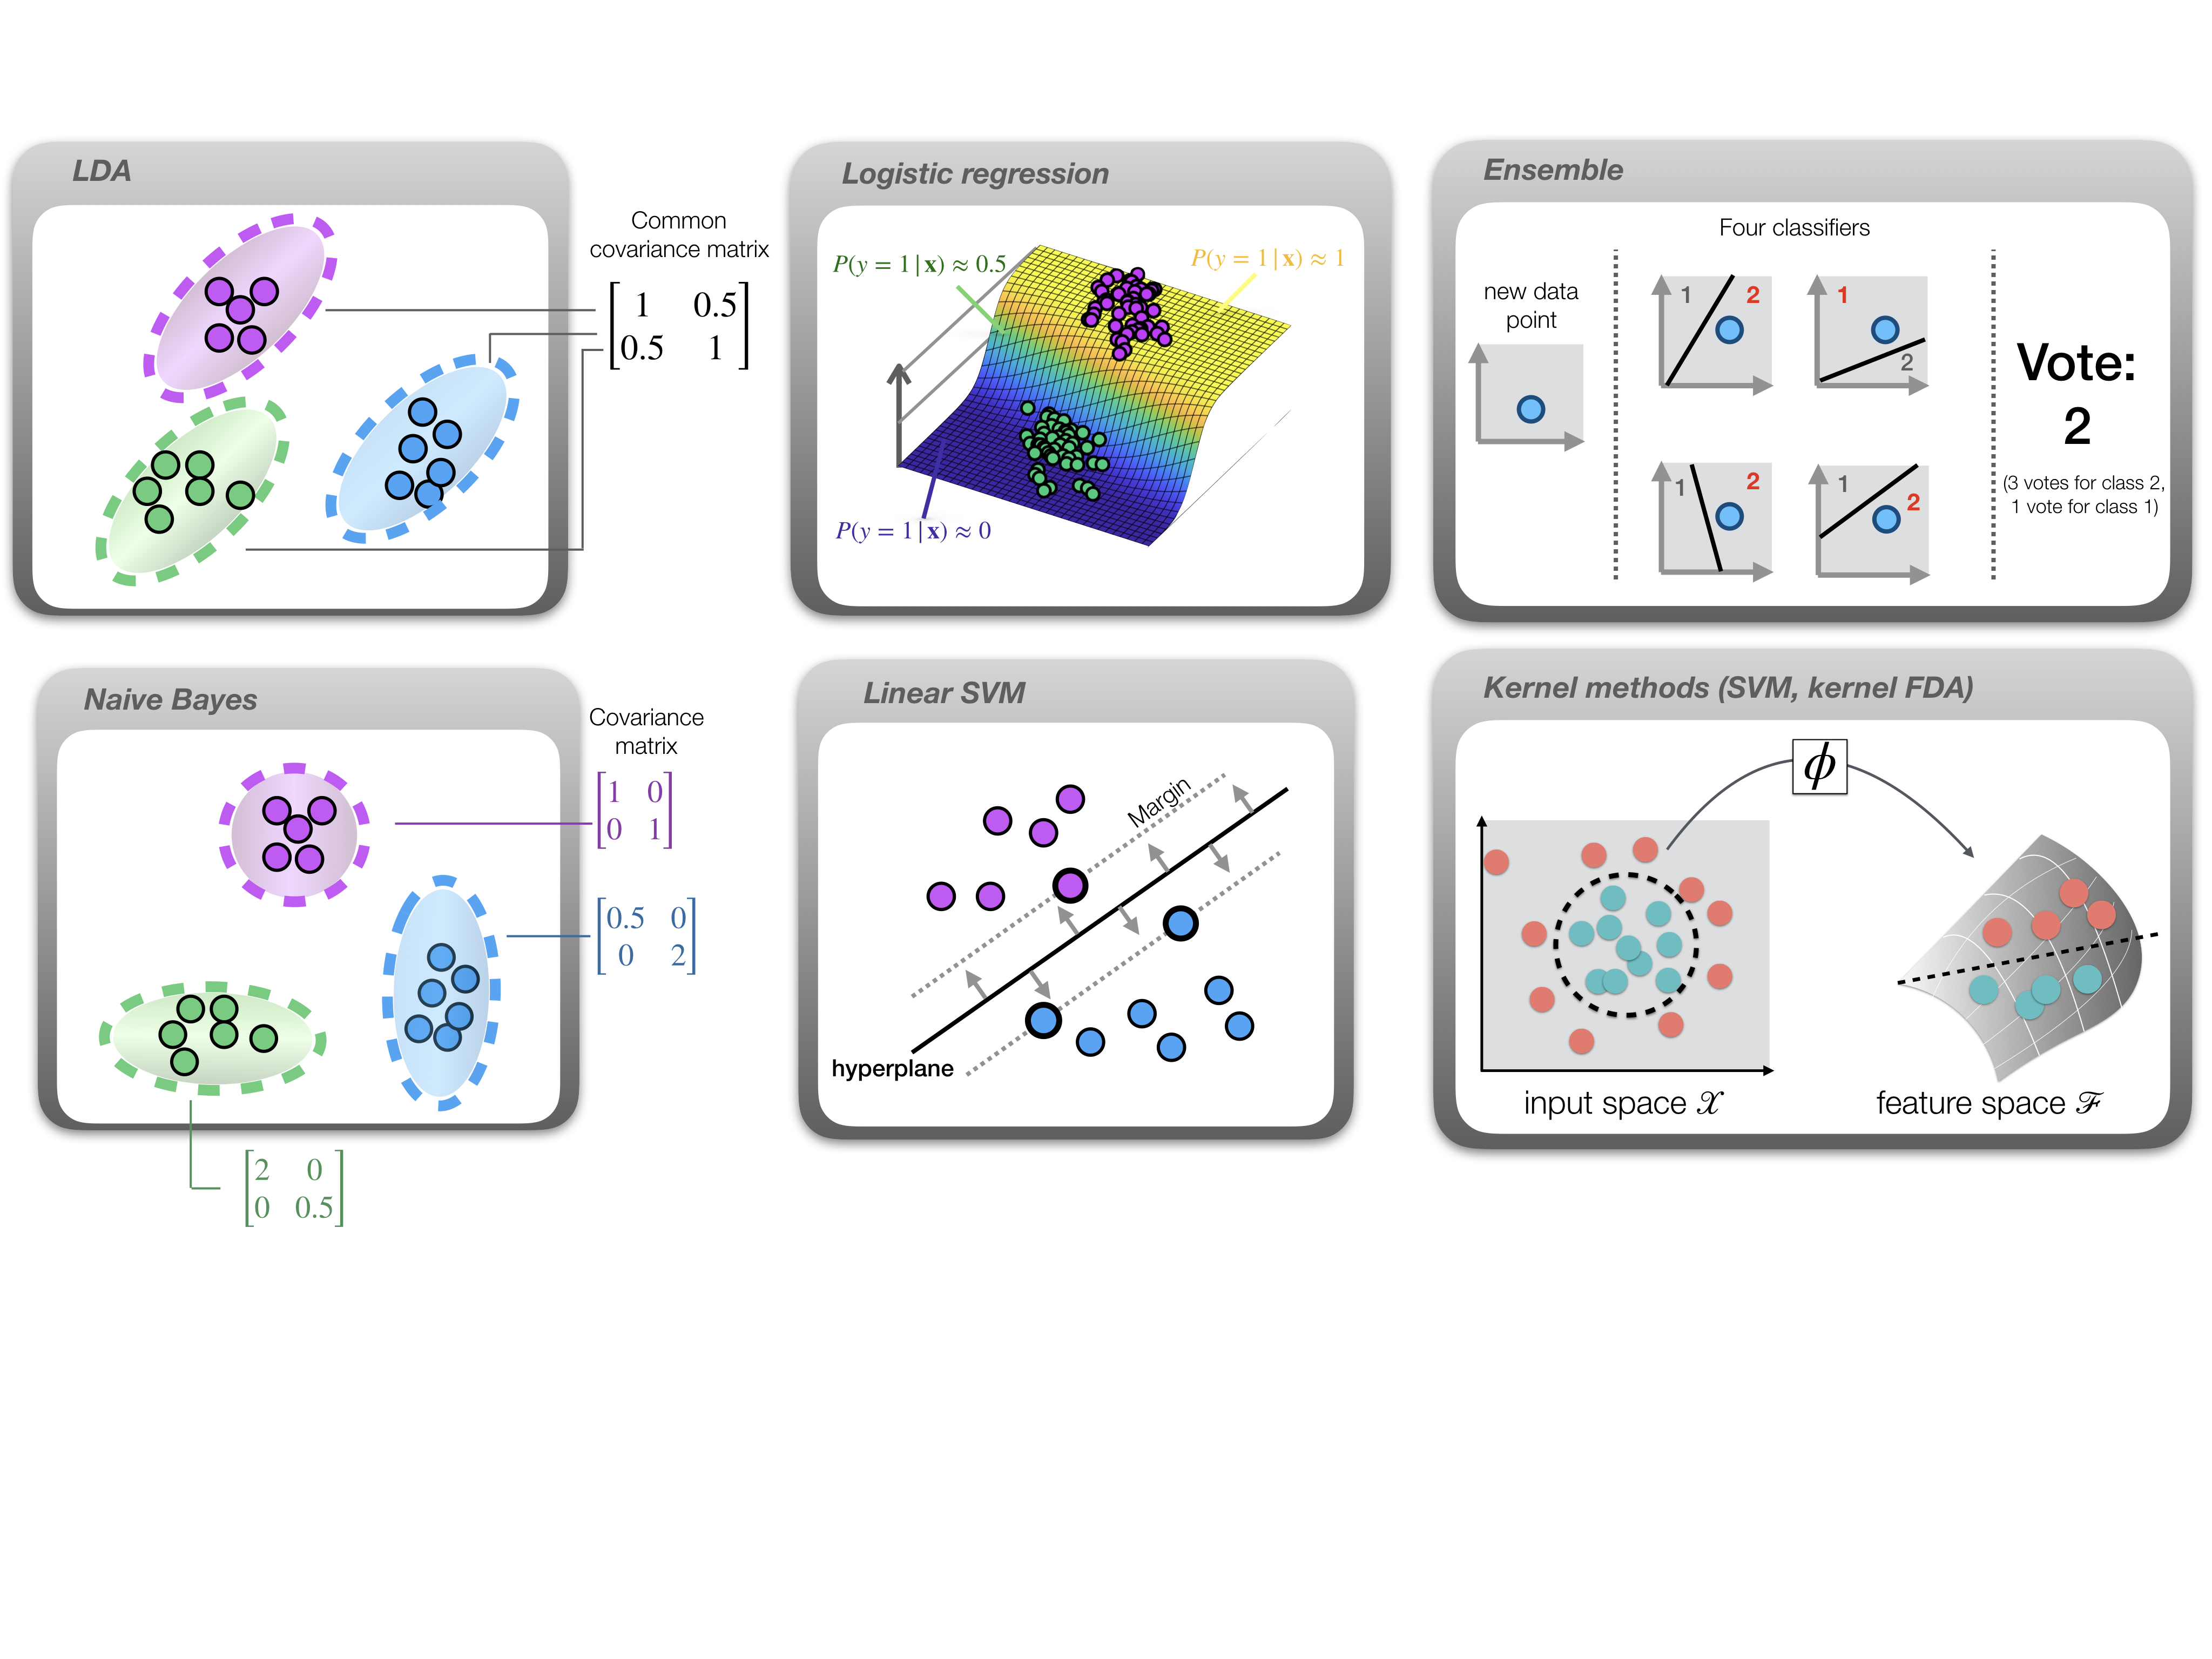 LDA
Common
covariance matrix
[1 0.5
0.5 1]
Logistic regression
P(y = 1 | x) ≈ 0.5
P(y = 1 | x) ≈ 1
P(y = 1 | x) ≈ 0
Ensemble
Four classifiers
new data
point
1 2
1
2
1 2
1
2
Vote:
2
(3 votes for class 2,
1 vote for class 1)
Naive Bayes
Covariance
matrix
[1 0
0 1]
[0.5 0
0 2]
[2 0
0 0.5]
Linear SVM
Margin
hyperplane
Kernel methods (SVM, kernel FDA)
ϕ
input space 𝒳
feature space ℱ